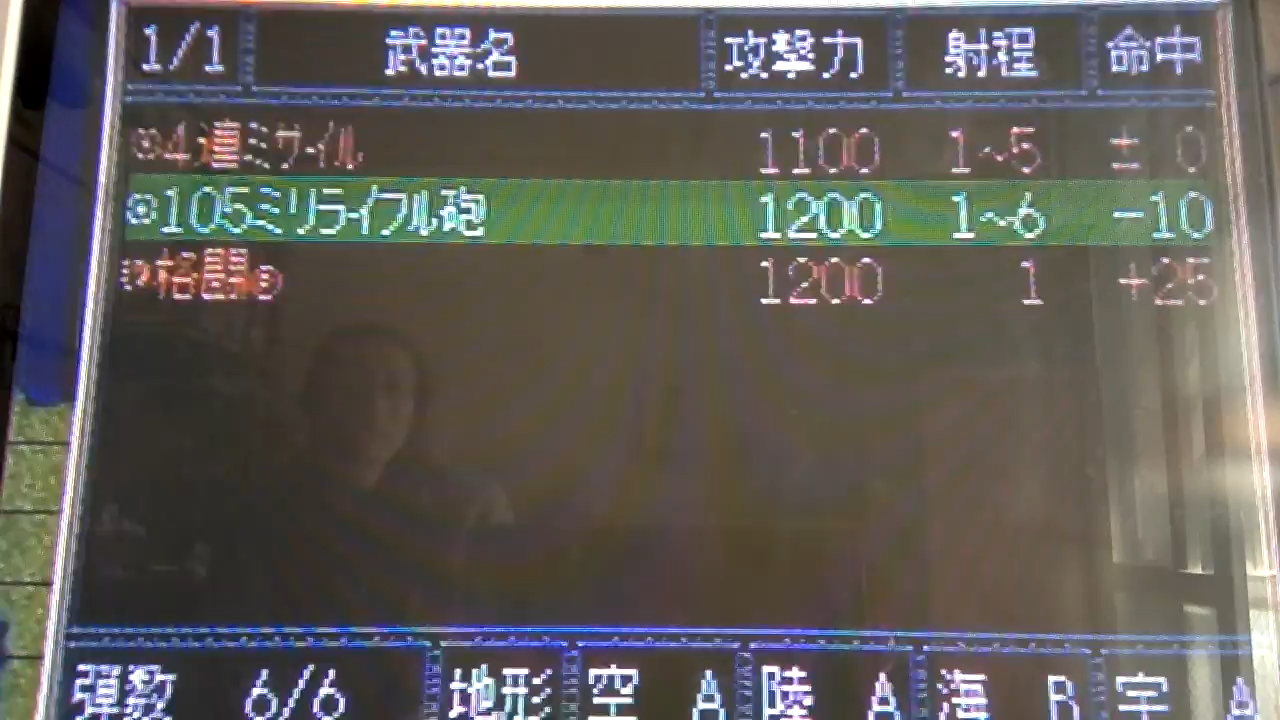 1/1 武器名 攻撃力 射程 命中
4連ミサイル 1100 1~5 ± 0
105ミリライフル砲 1200 1~6 -10
格闘 1200 1 +25
弾数 6/6 地形 空 A 陸 A 海 B 宇 A